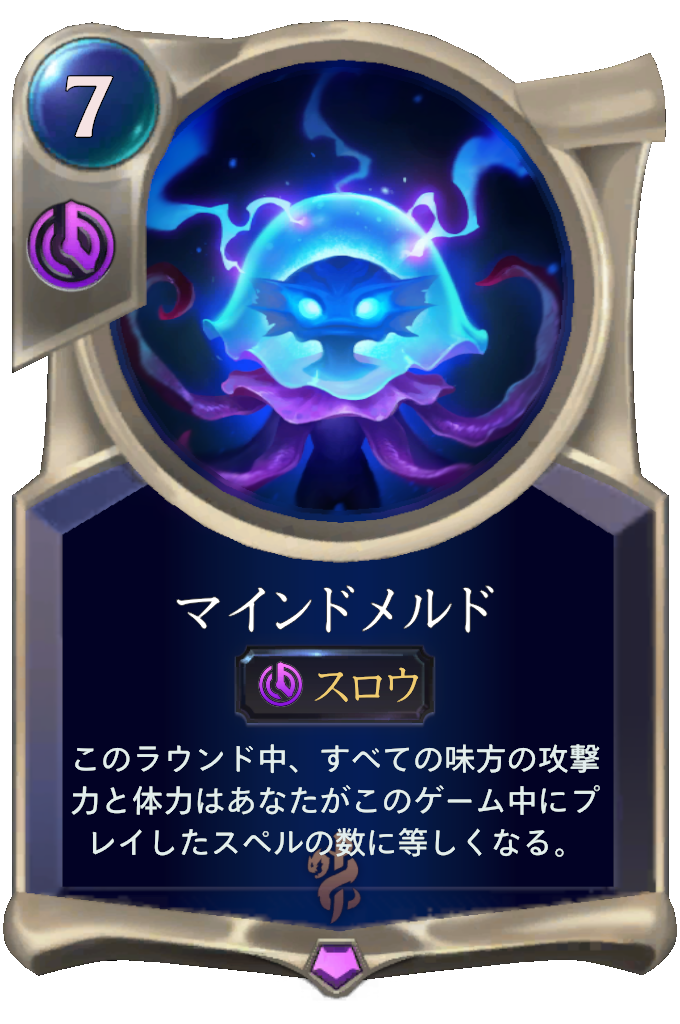 7
マインドメルド
スロウ
このラウンド中、すべての味方の攻撃
力と体力はあなたがこのゲーム中にプ
レイしたスペルの数に等しくなる。